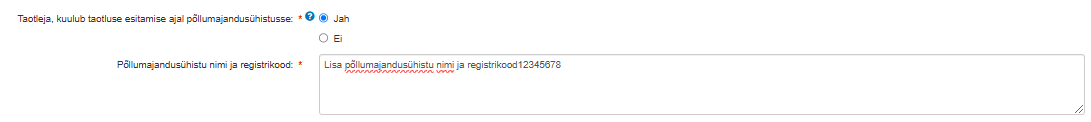 Taotleja, kuulub taotluse esitamise ajal põllumajandusühistusse: * ? Jah
Ei
Põllumajandusühistu nimi ja registrikood: * Lisa põllumajandusühistu nimi ja registrikood12345678